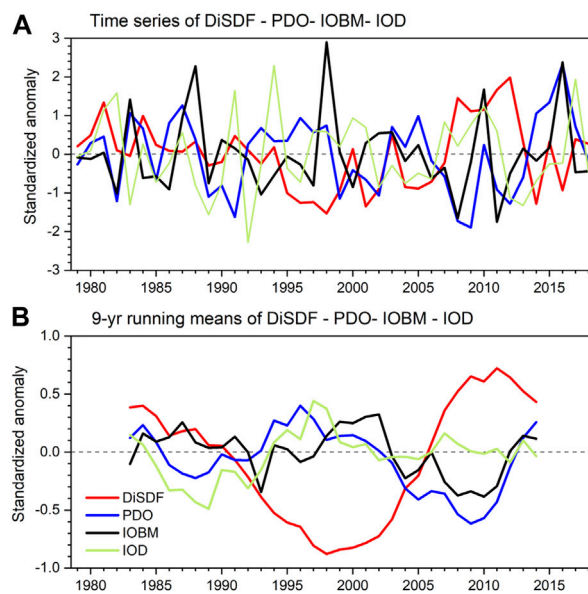 A
Time series of DiSDF - PDO- IOBM- IOD
Standardized anomaly
3
2
1
0
-1
-2
-3
1980 1985 1990 1995 2000 2005 2010 2015
B
9-yr running means of DiSDF - PDO- IOBM - IOD
Standardized anomaly
1.0
0.5
0.0
-0.5
-1.0
DiSDF
PDO
IOBM
IOD
1980 1985 1990 1995 2000 2005 2010 2015